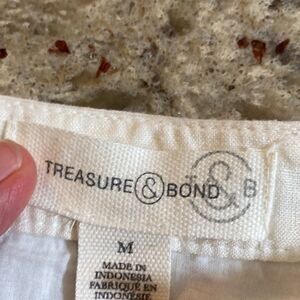 TREASURE & BOND
T & B
M
MADE IN
INDONESIA
FABRIQUÉ EN
INDONÉSIE